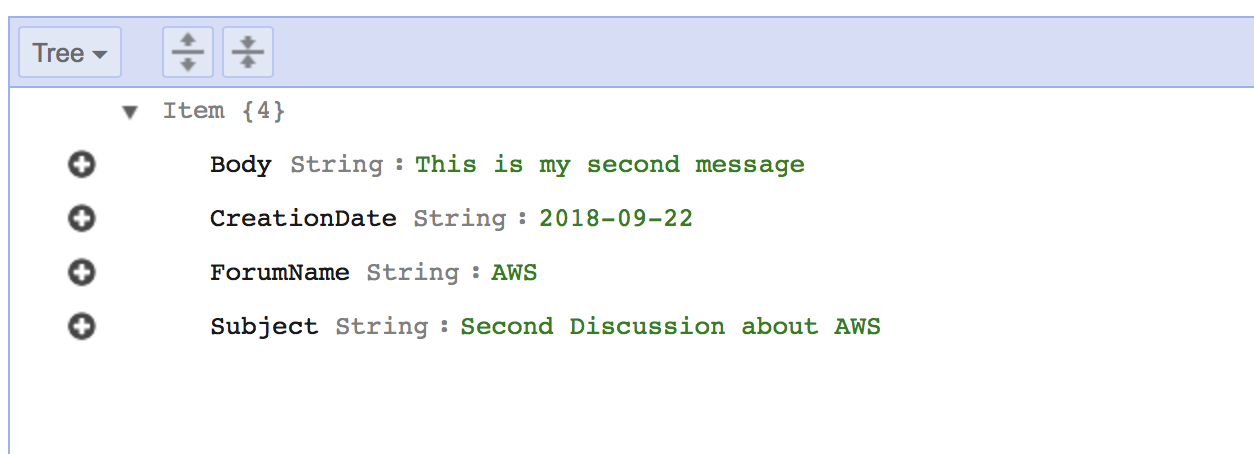 Tree
Item {4}
Body String : This is my second message
CreationDate String : 2018-09-22
ForumName String : AWS
Subject String : Second Discussion about AWS